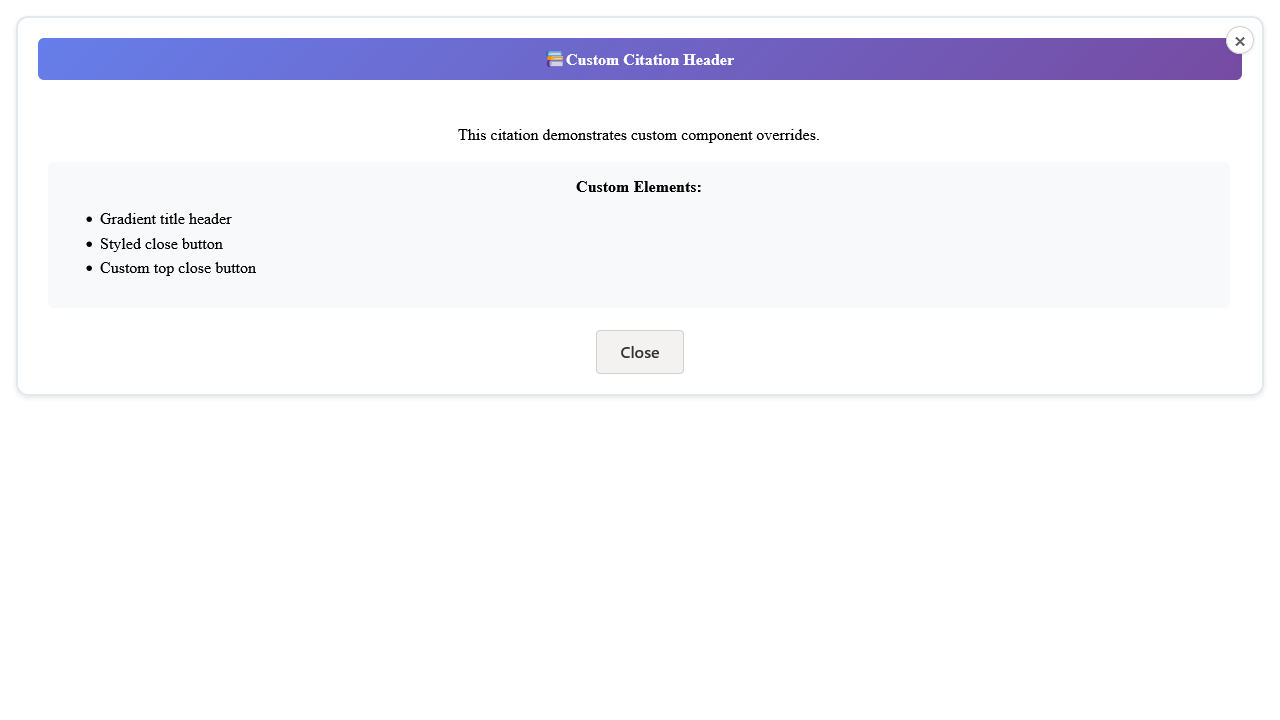 Custom Citation Header
This citation demonstrates custom component overrides.
Custom Elements:
Gradient title header
Styled close button
Custom top close button
Close